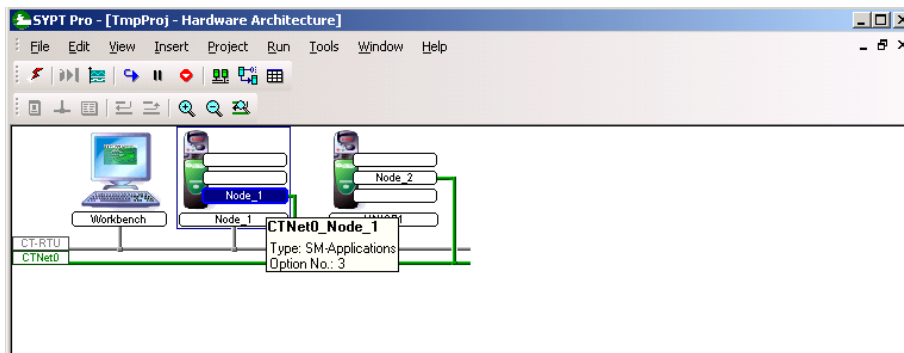 SYPT Pro - [TmpProj - Hardware Architecture]
File Edit View Insert Project Run Tools Window Help
Node_1
Node_2
Workbench
Node_1
CTNet0_Node_1
Type: SM-Applications
Option No.: 3
CT-RTU
CTNet0